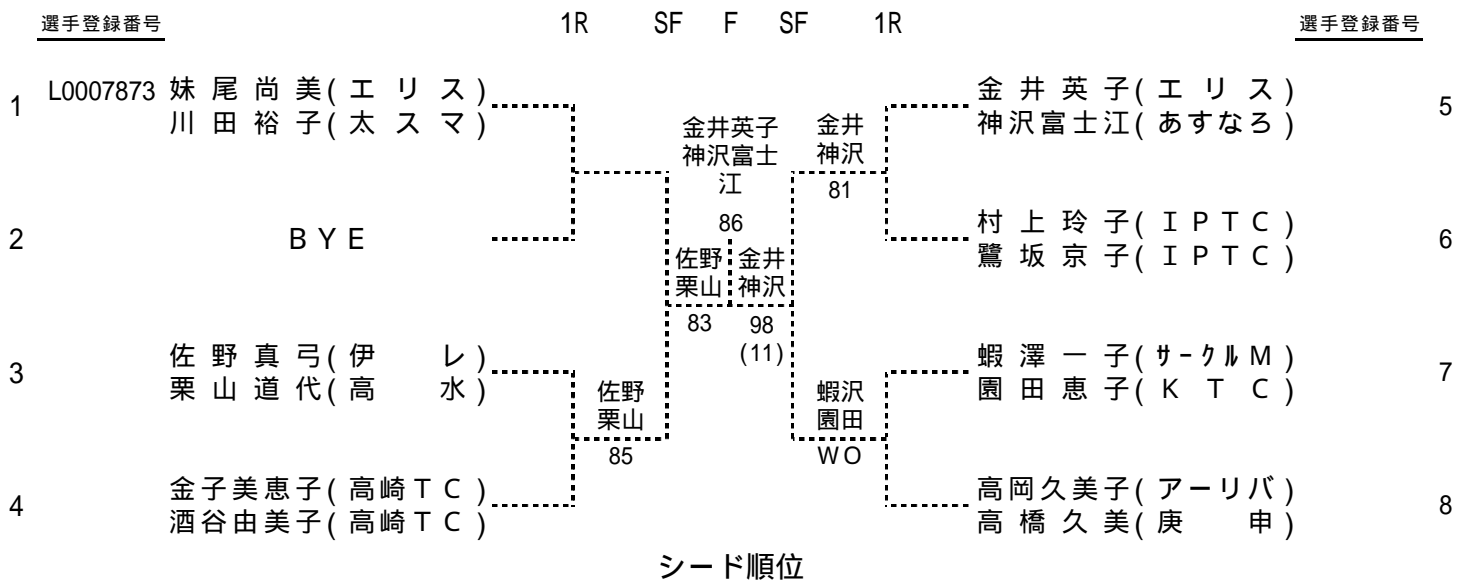 選手登録番号 1R SF F SF 1R 選手登録番号
1 L0007873 妹尾尚美(エリス)
川田裕子(太スマ)
2 BYE
3 佐野真弓(伊 レ)
栗山道代(高 水)
4 金子美恵子(高崎TC)
酒谷由美子(高崎TC)
佐野
栗山
85
金井英子
神沢富士
江
86
佐野
栗山
83
金井
神沢
98
(11)
金井
神沢
81
蝦沢
園田
WO
金井英子(エリス) 5
神沢富士江(あすなろ)
村上玲子(IPTC) 6
鷺坂京子(IPTC)
蝦澤一子(サークルM) 7
園田恵子(KTC)
高岡久美子(アーリバ) 8
高橋久美(庚 申)
シード順位